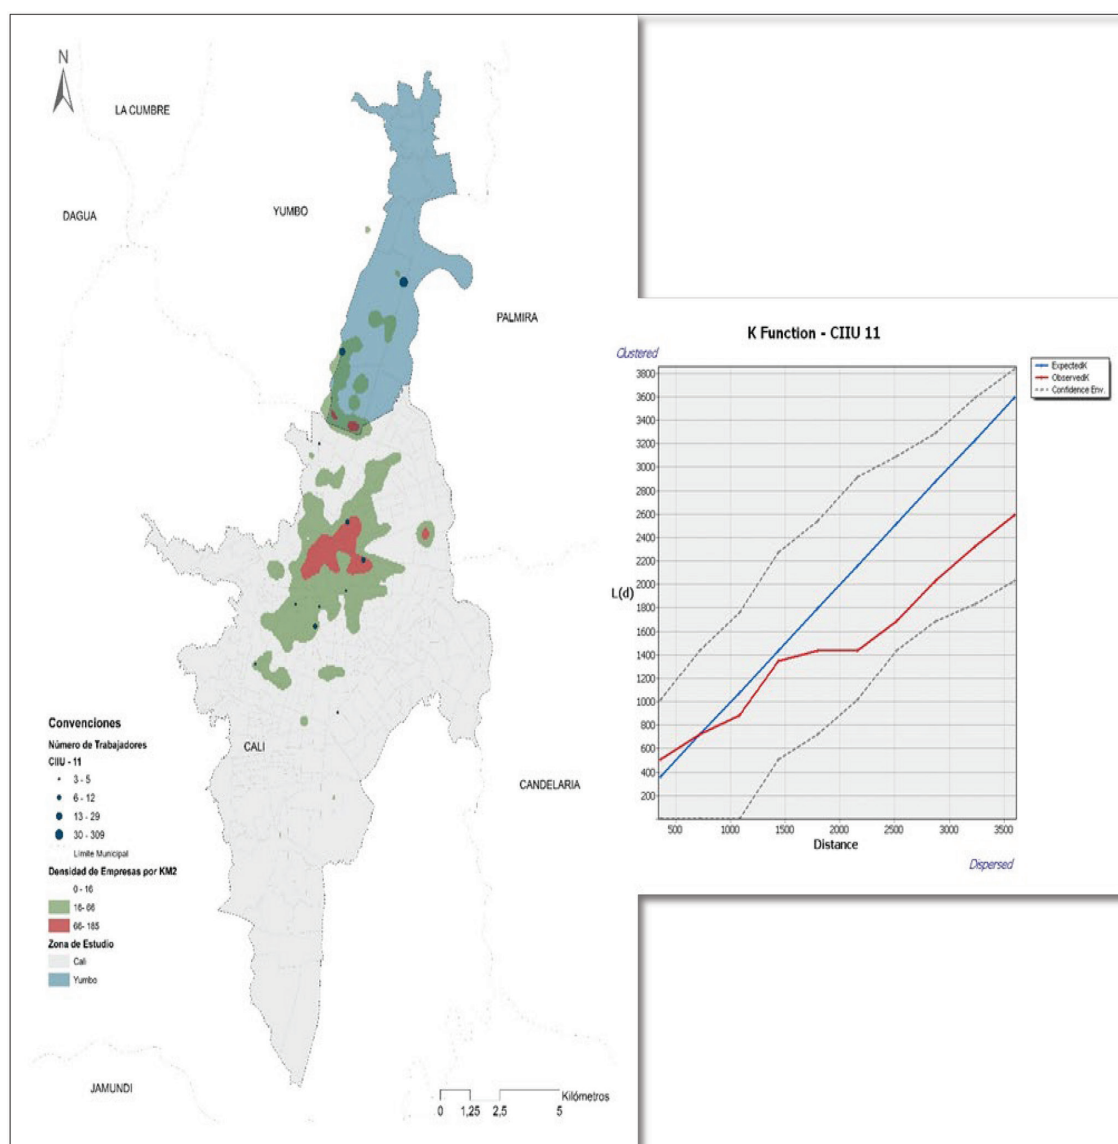 N
LA CUMBRE
DAGUA
YUMBO
PALMIRA
CALI
CANDELARIA
JAMUNDI
Convenciones
Número de Trabajadores
CIIU - 11
3 - 5
6 - 12
13 - 29
30 - 309
Límite Municipal
Densidad de Empresas por KM2
0 - 16
16- 66
66- 185
Zona de Estudio
Cali
Yumbo
Kilómetros
0 1,25 2,5 5
K Function - CIIU 11
Clustered
ExpectedK
ObservedK
Confidence Env.
3800
3600
3400
3200
3000
2800
2600
2400
2200
2000
L(d)
1800
1600
1400
1200
1000
800
600
400
200
500 1000 1500 2000 2500 3000 3500
Distance
Dispersed